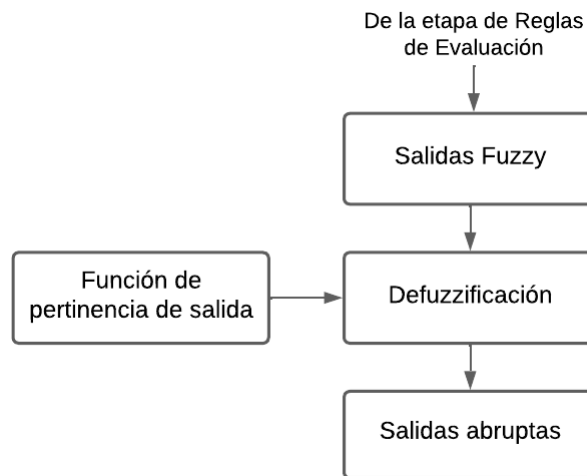 De la etapa de Reglas
de Evaluación
Salidas Fuzzy
Función de
pertinencia de salida
Defuzzificación
Salidas abruptas